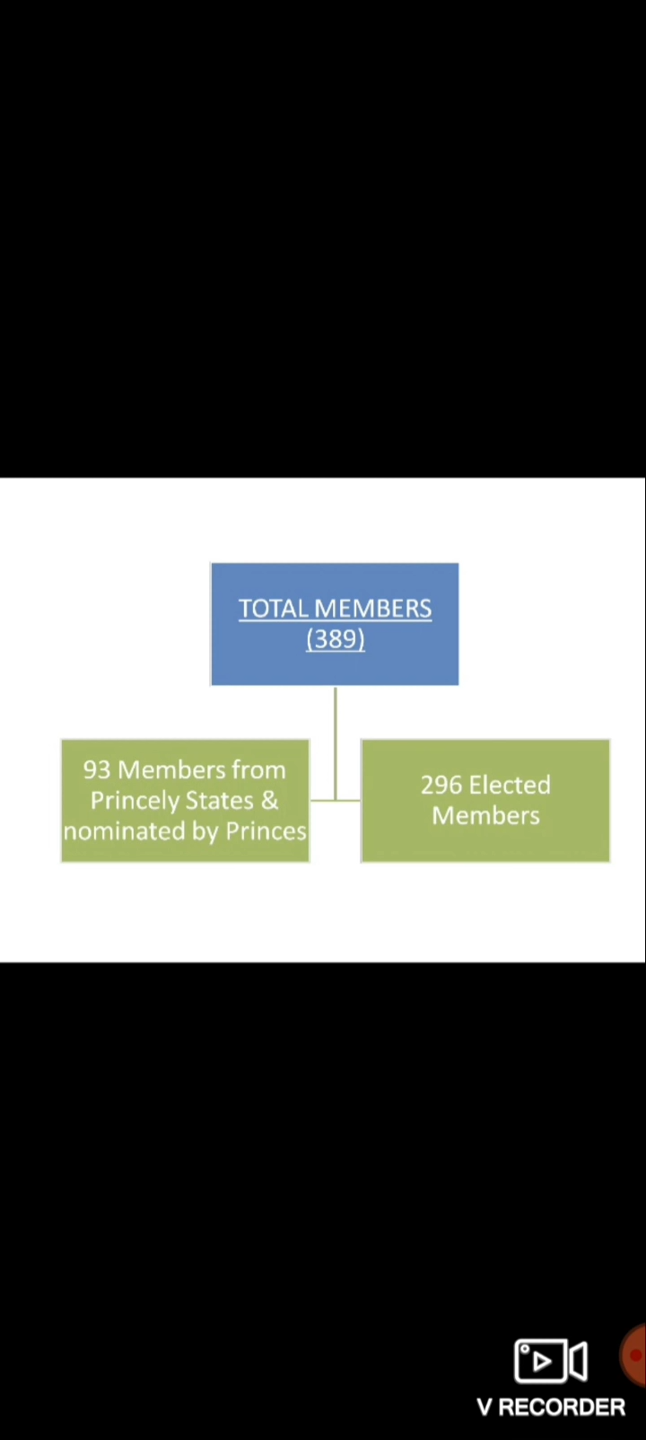 TOTAL MEMBERS
(389)
93 Members from
Princely States &
nominated by Princes
296 Elected
Members
V RECORDER